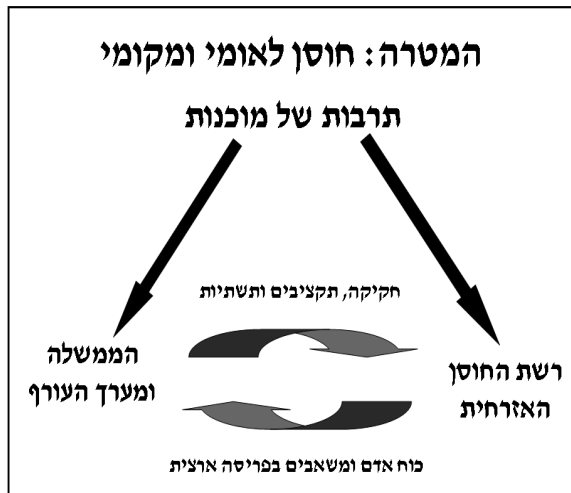 המטרה: חוסן לאומי ומקומי
תרבות של מוכנות
חקיקה, תקציבים ותשתיות
רשת החוסן
האזרחית
הממשלה
ומערך העורף
כוח אדם ומשאבים בפריסה ארצית